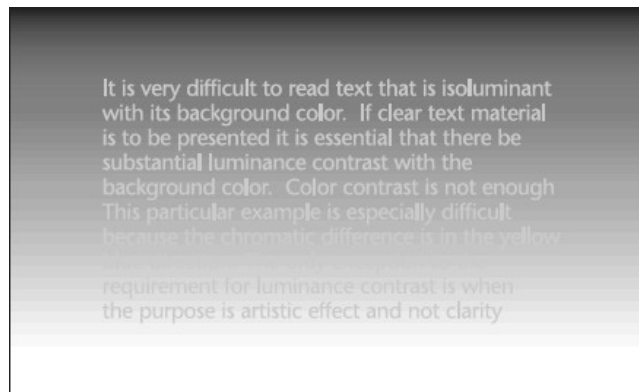 It is very difficult to read text that is isoluminant
with its background color.  If clear text material
is to be presented it is essential that there be
substantial luminance contrast with the
background color.  Color contrast is not enough
This particular example is especially difficult
because the chromatic difference is in the yellow
requirement for luminance contrast is when
the purpose is artistic effect and not clarity